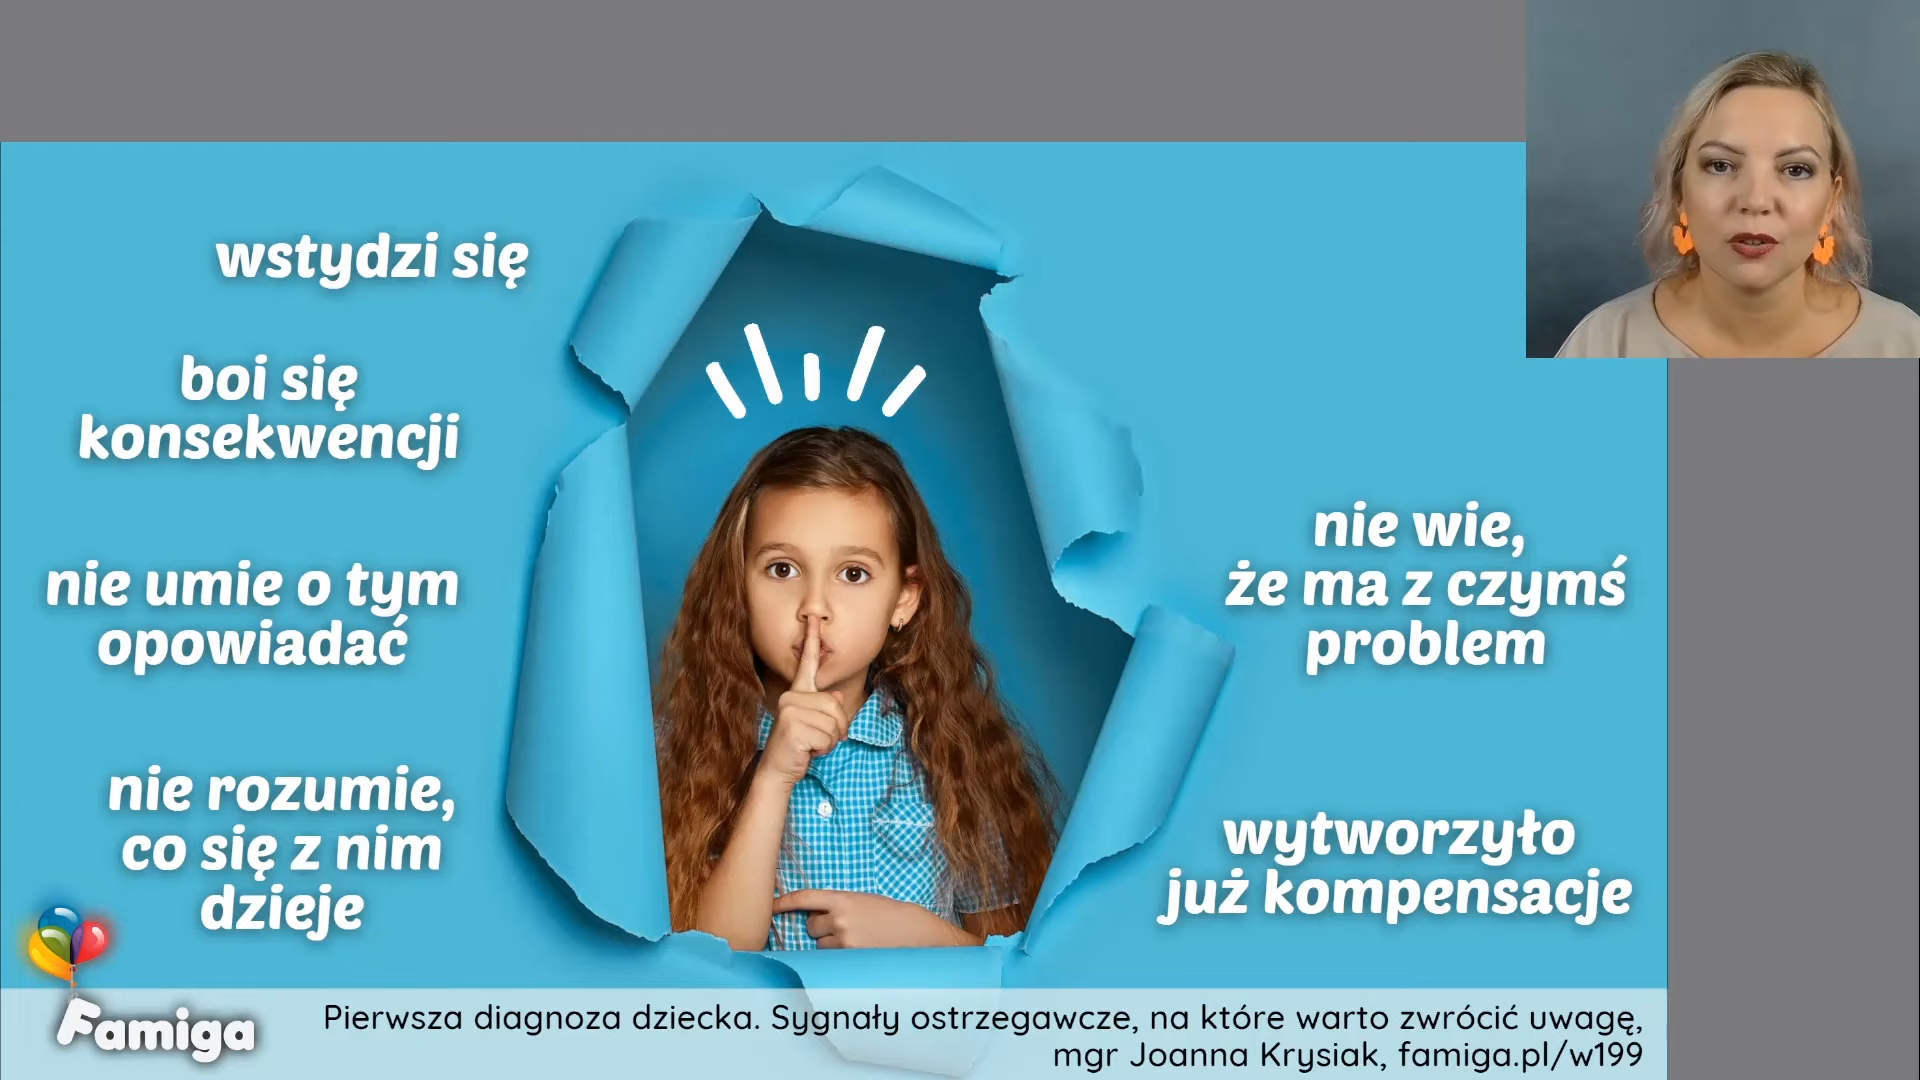 wstydzi się
boi się
konsekwencji
nie umie o tym
opowiadać
nie rozumie,
co się z nim
dzieje
nie wie,
że ma z czymś
problem
wytworzyło
już kompensacje
Famiga
Pierwsza diagnoza dziecka. Sygnały ostrzegawcze, na które warto zwrócić uwagę,
mgr Joanna Krysiak, famiga.pl/w199